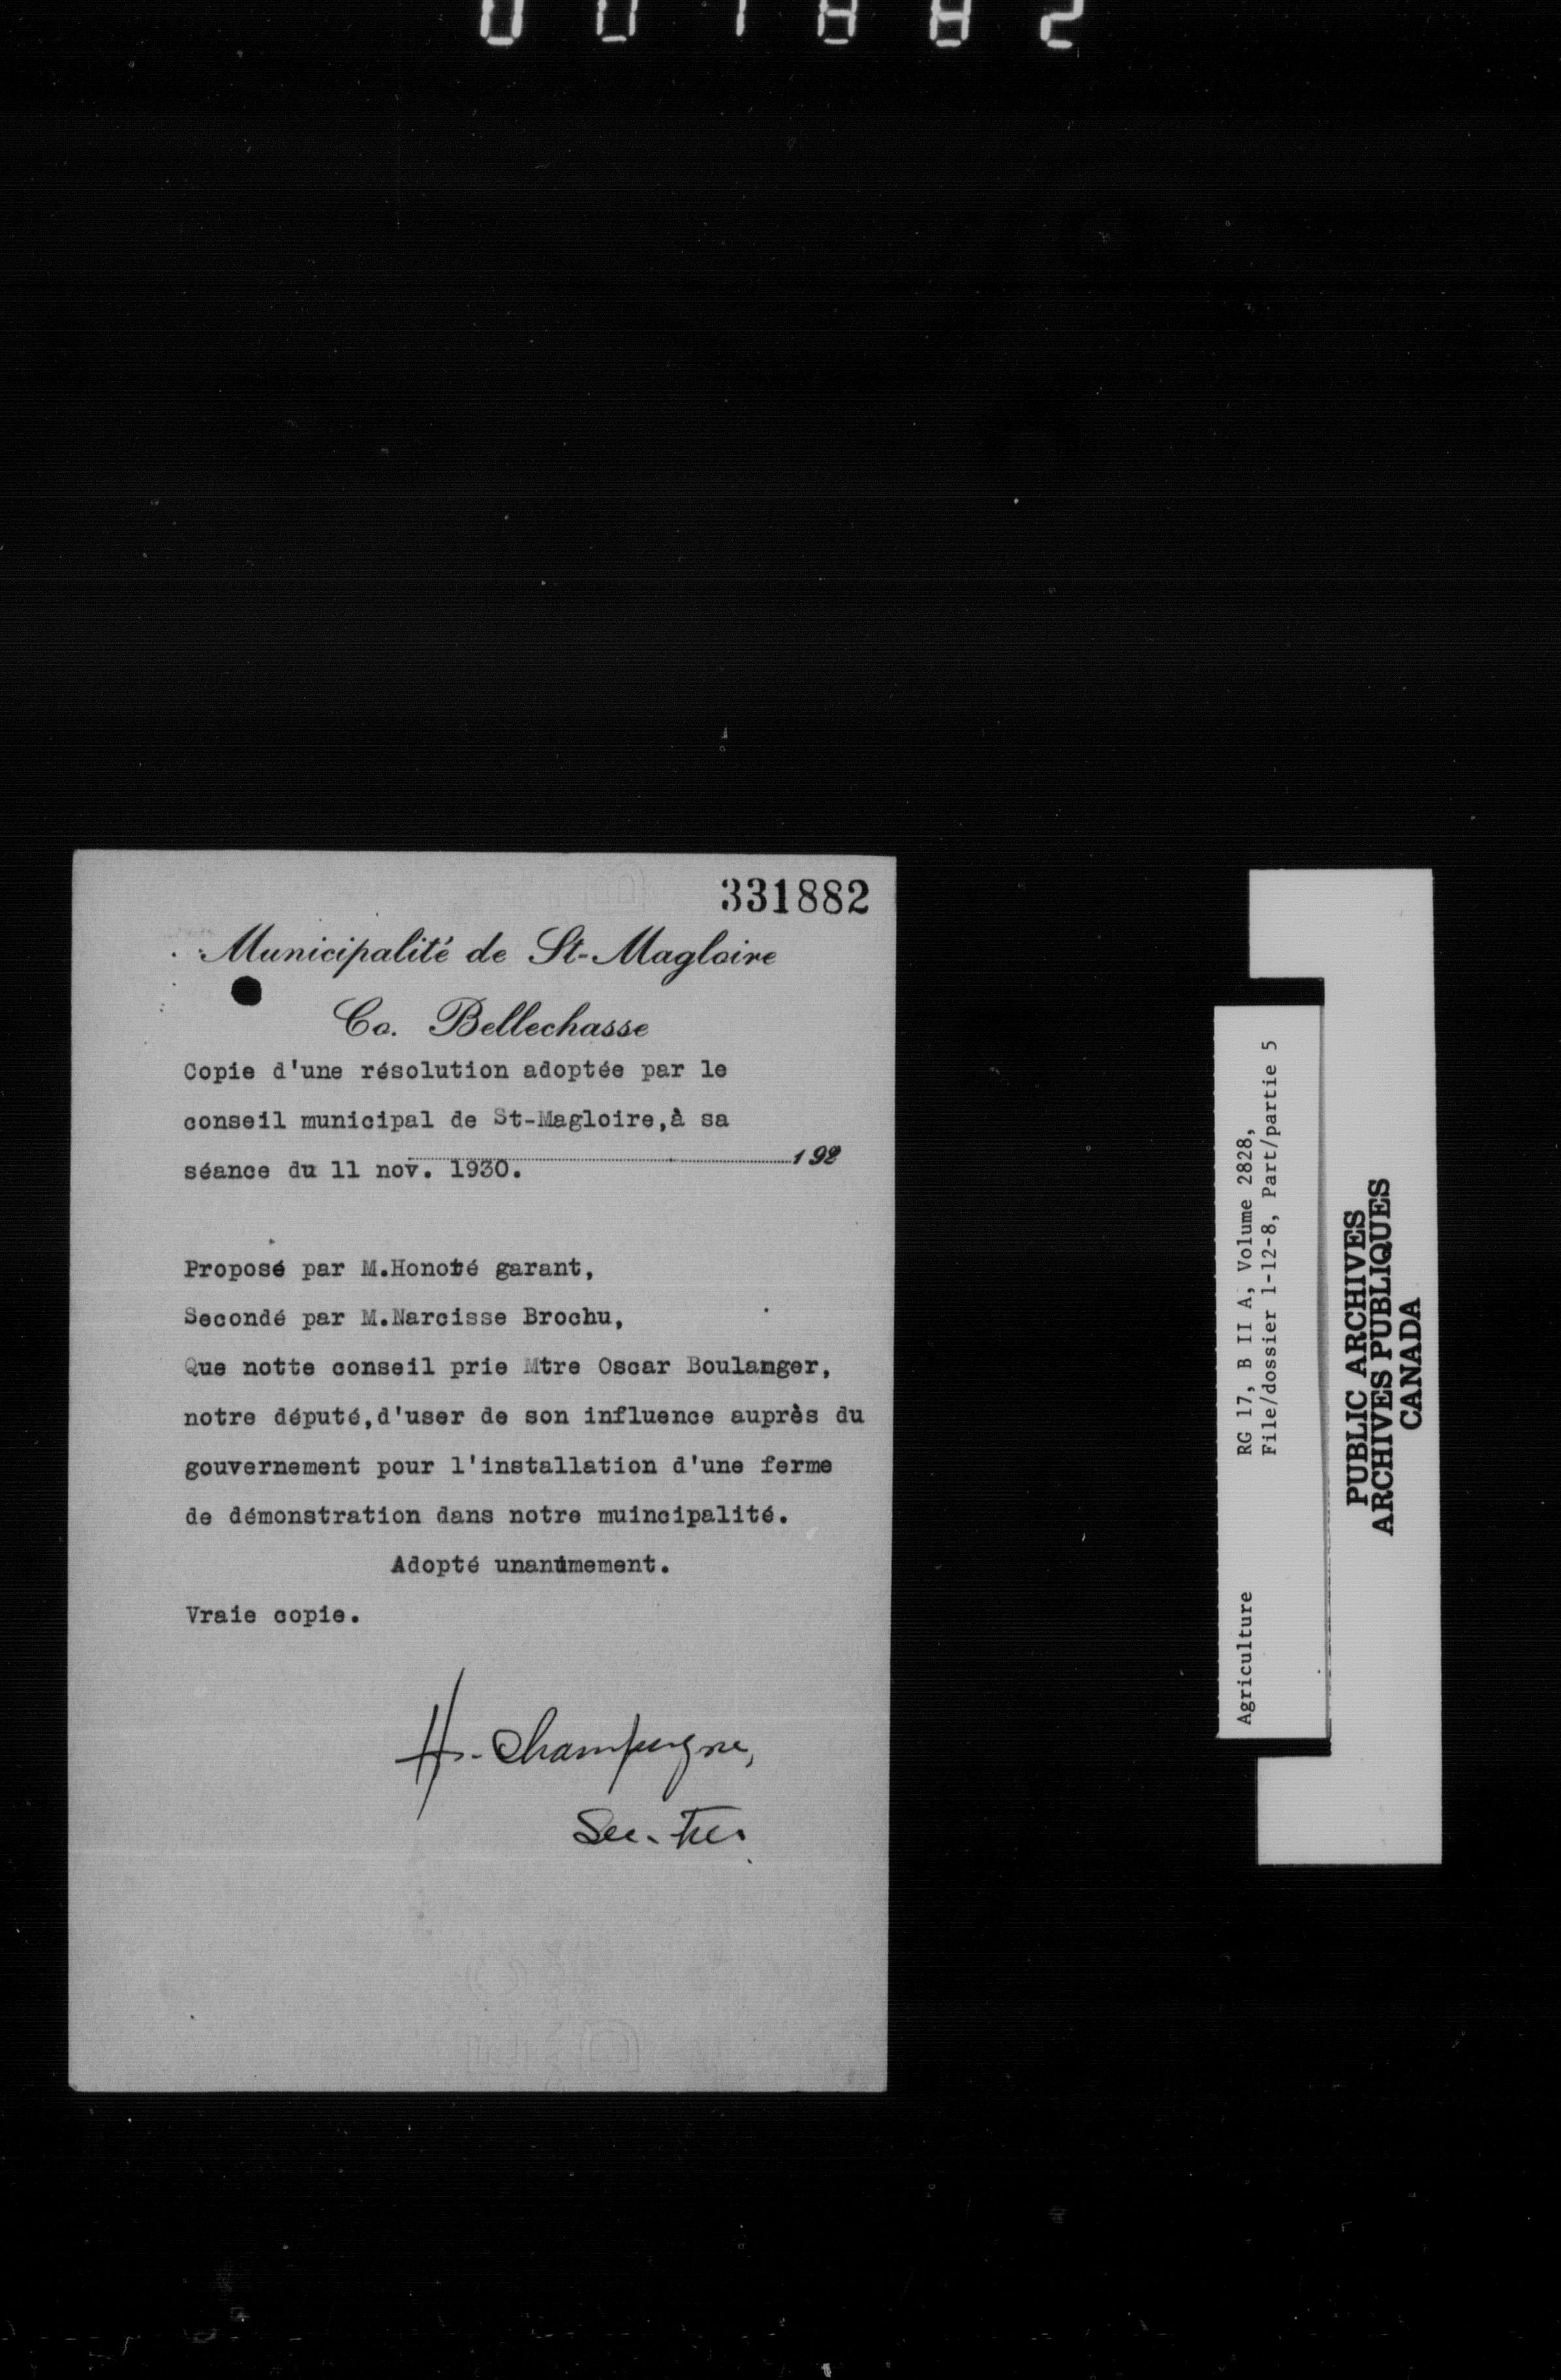 331882
Municipalité de St-Magloire
Co. Bellechasse
Copie d'une résolution adoptée par le
conseil municipal de St-Magloire,à sa
192
séance du 11 nov. 1930.
Proposé par M.Honoré garant,
Secondé par M.Narcisse Brochu,
Que notte conseil prie Mtre Oscar Boulanger,
notre député,d'user de son influence auprès du
gouvernement pour l'installation d'une ferme
de démonstration dans notre muincipalité.
Adopté unanimement.
Vraie copie.
H. Champagne,
Sec.-Tres
Agriculture RG 17, B II A, Volume 2828,
File/dossier 1-12-8, Part/partie 5
PUBLIC ARCHIVES
ARCHIVES PUBLIQUES
CANADA